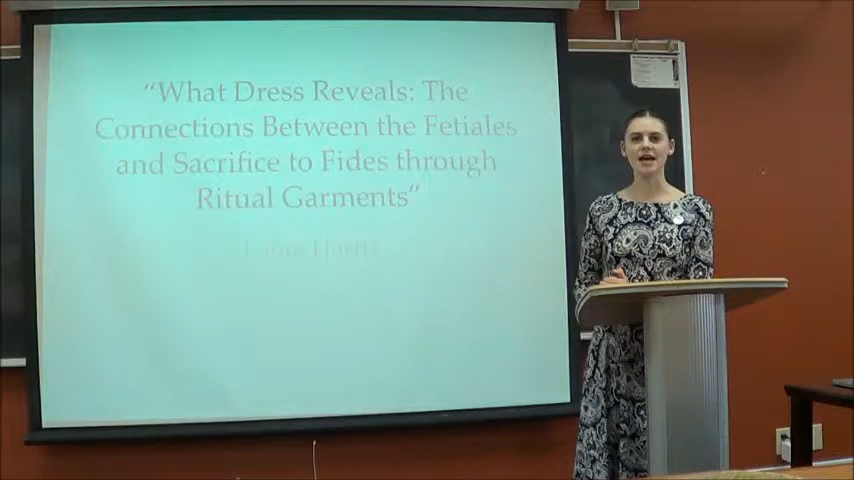 “What Dress Reveals: The
Connections Between the Fetiales
and Sacrifice to Fides through
Ritual Garments”